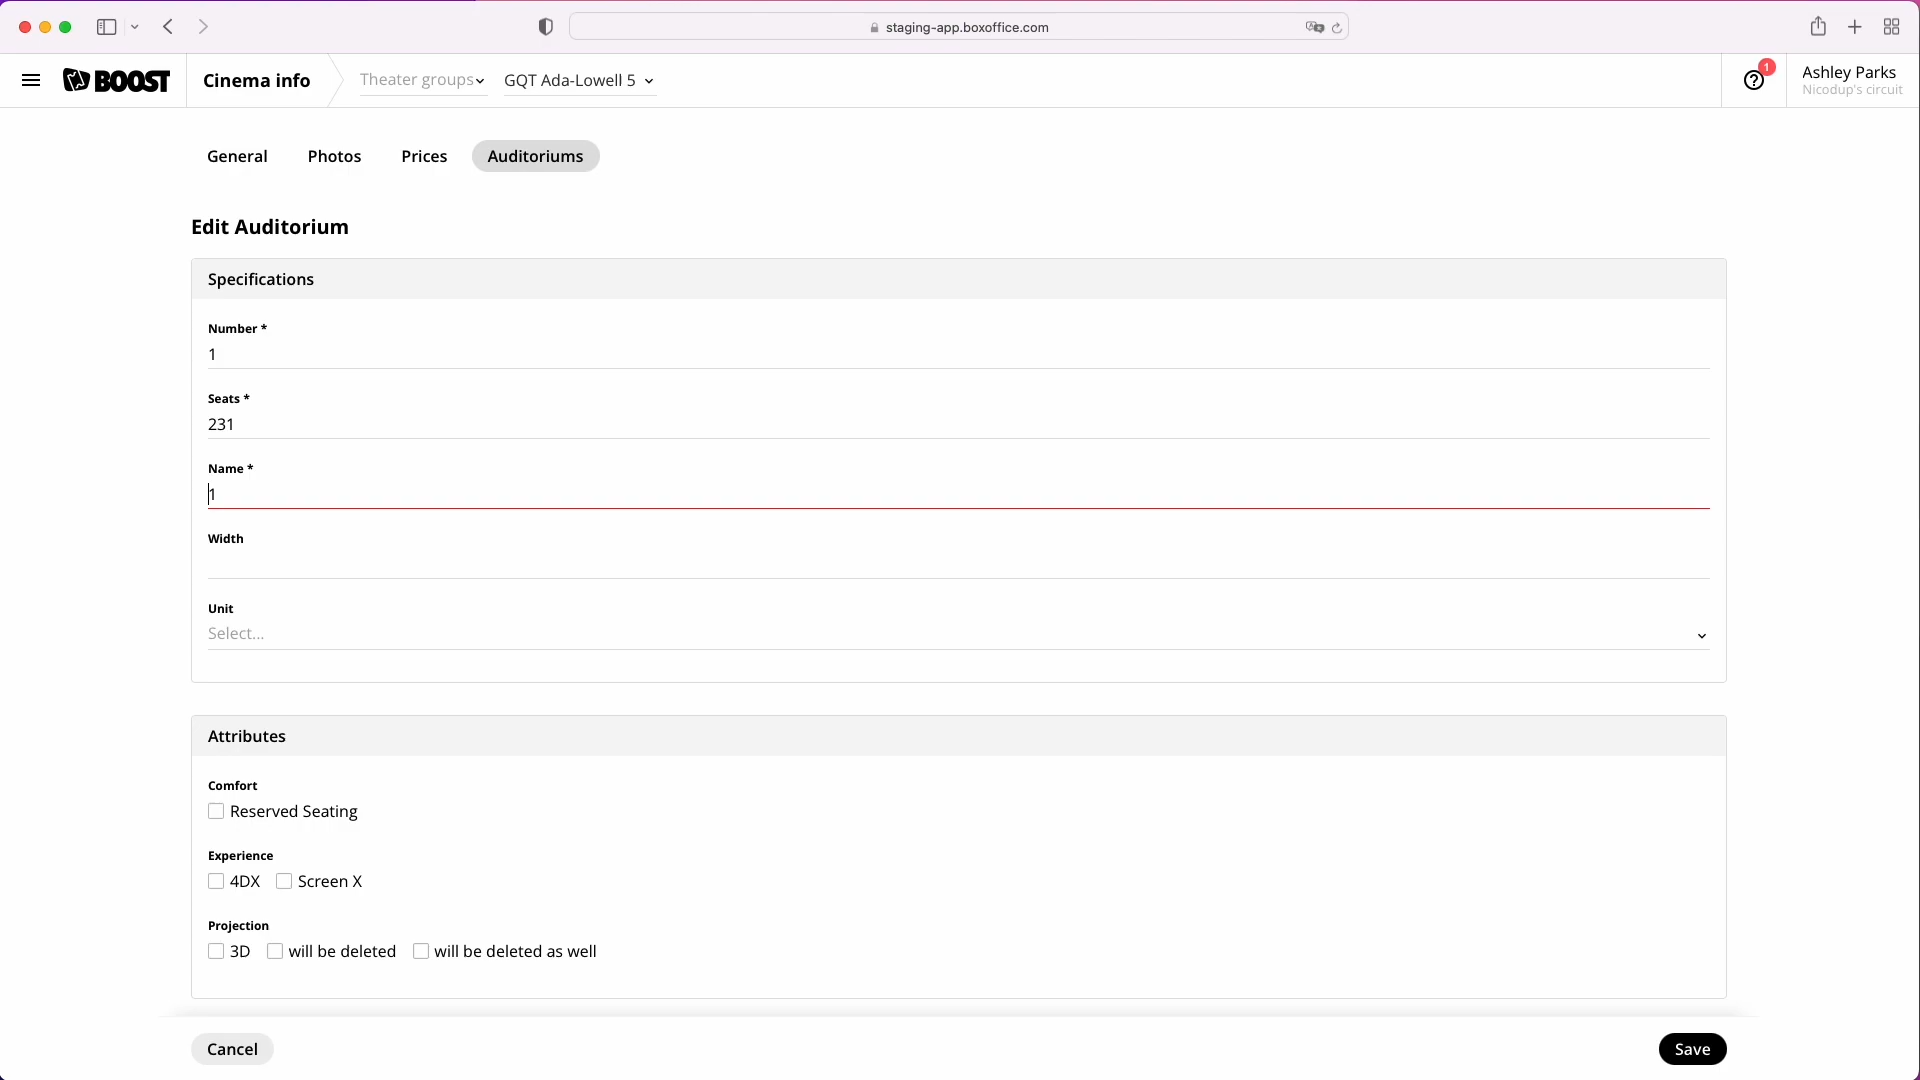 staging-app.boxoffice.com
BOOST
Cinema info
Theater groups
GQT Ada-Lowell 5
1
Ashley Parks
Nicodup's circuit
General
Photos
Prices
Auditoriums
Edit Auditorium
Specifications
Number *
1
Seats *
231
Name *
1
Width
Unit
Select...
Attributes
Comfort
Reserved Seating
Experience
4DX
Screen X
Projection
3D
will be deleted
will be deleted as well
Cancel
Save